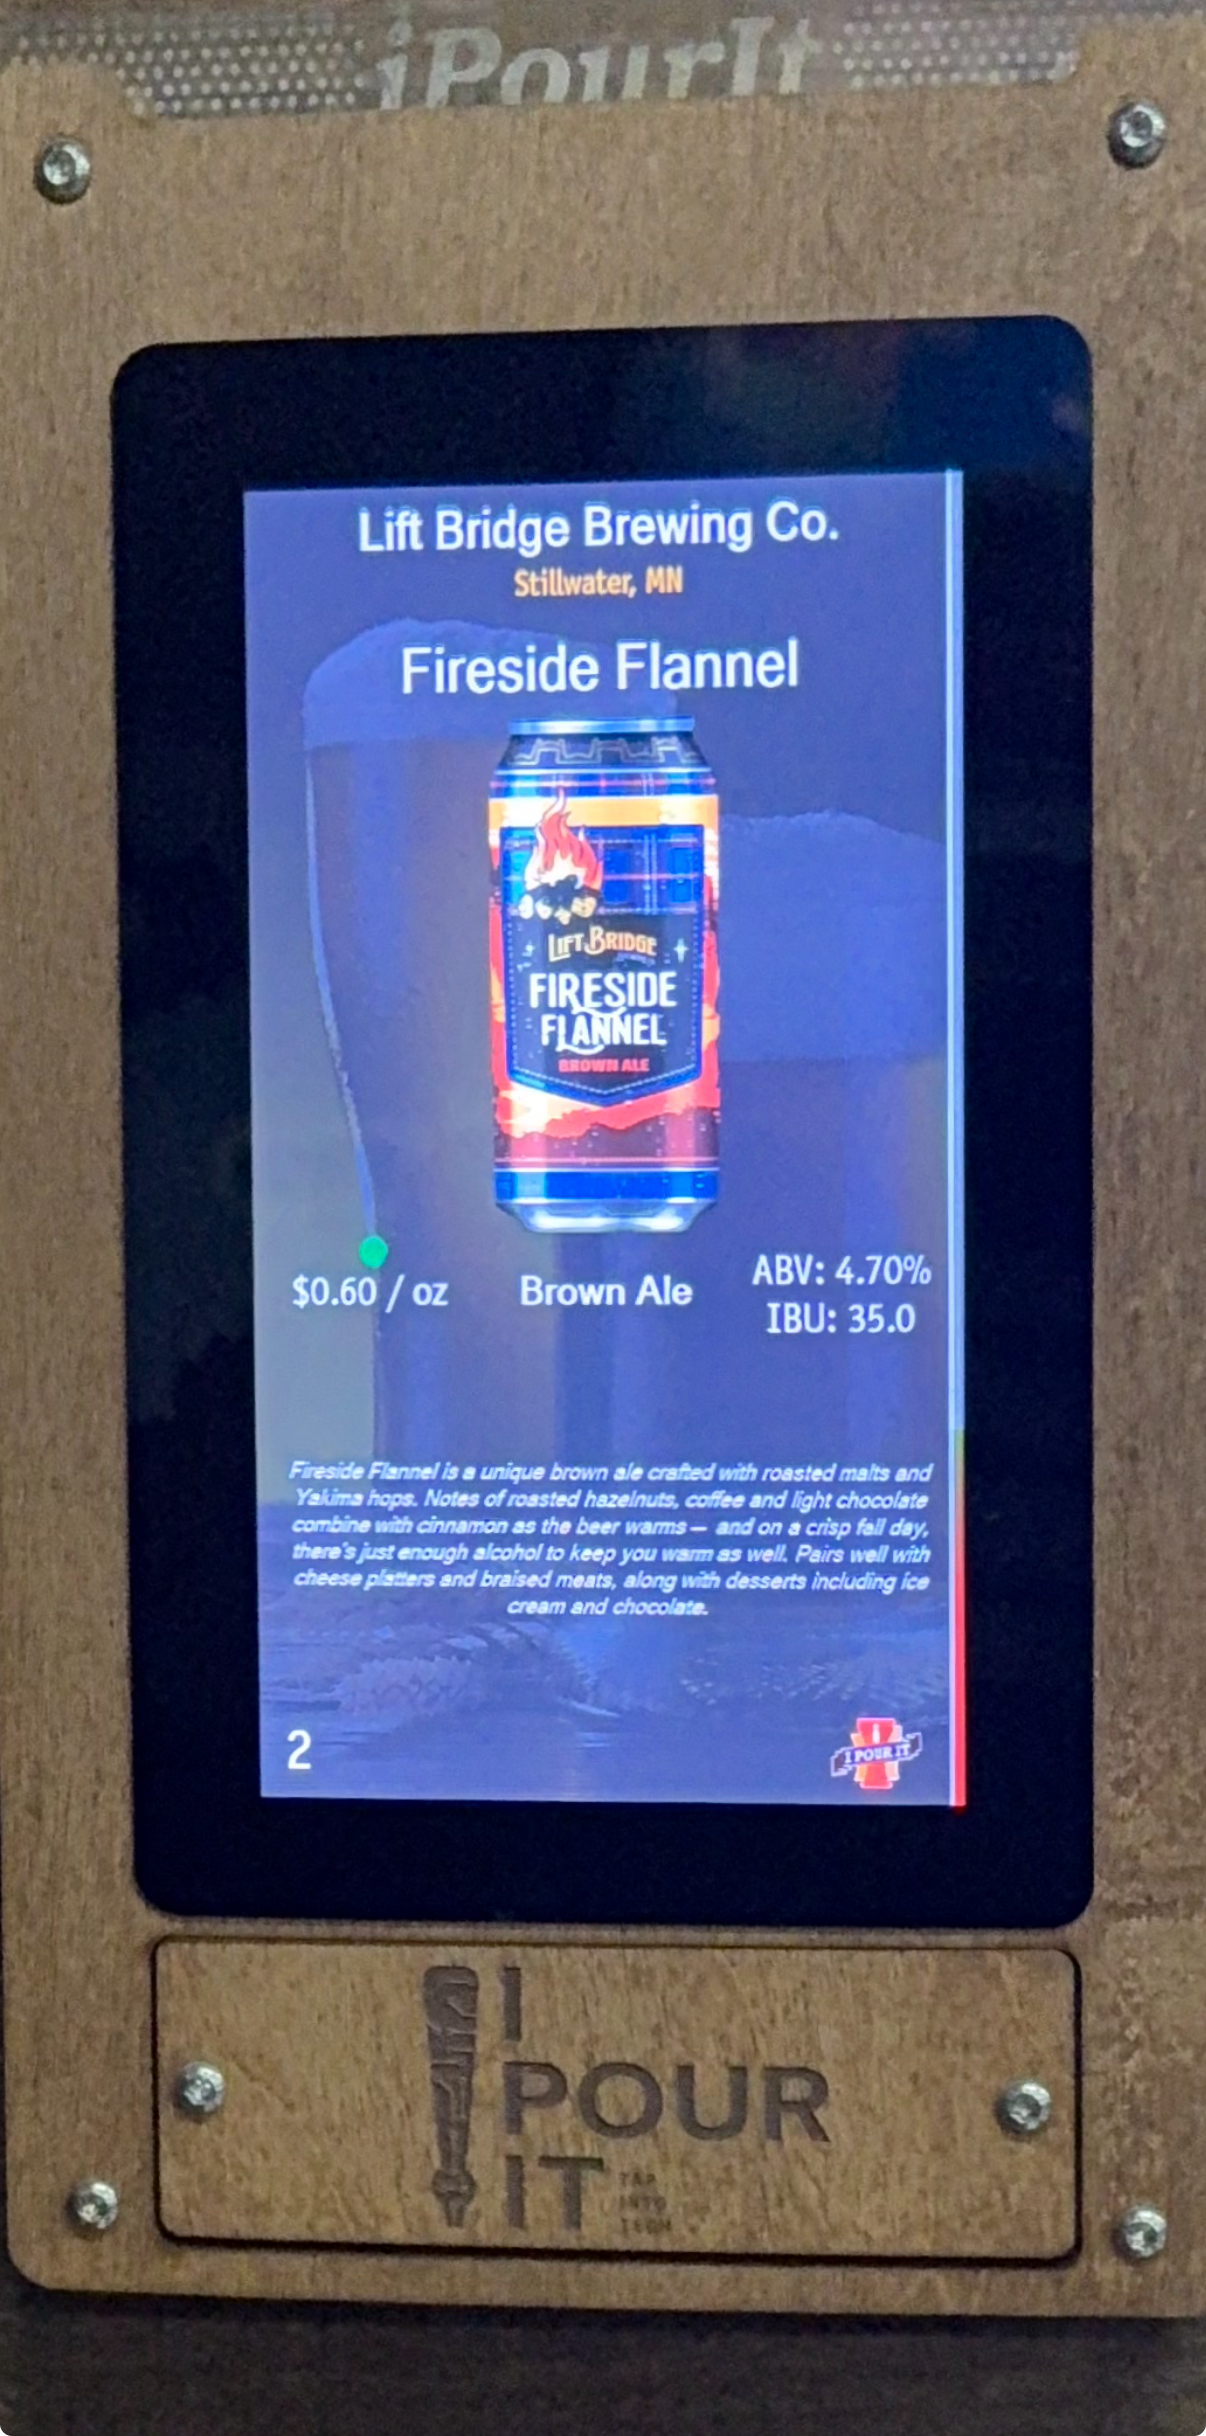 iPourIt
Lift Bridge Brewing Co.
Stillwater, MN
Fireside Flannel
LIFT BRIDGE
FIRESIDE
FLANNEL
BROWN ALE
$0.60 / oz
Brown Ale
ABV: 4.70%
IBU: 35.0
Fireside Flannel is a unique brown ale crafted with roasted malts and
Yakima hops. Notes of roasted hazelnuts, coffee and light chocolate
combine with cinnamon as the beer warms — and on a crisp fall day,
there's just enough alcohol to keep you warm as well. Pairs well with
cheese platters and braised meats, along with desserts including ice
cream and chocolate.
2
I POUR IT
I
POUR
IT
TAP
INTO
TECH